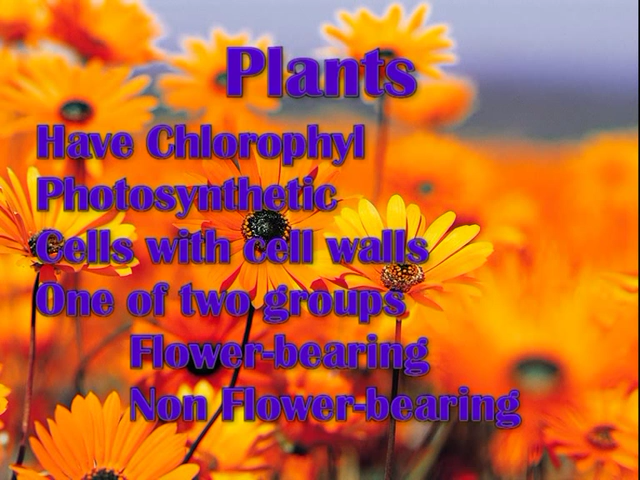 Plants
Have Chlorophyl
Photosynthetic
Cells with cell walls
One of two groups
Flower-bearing
Non Flower-bearing